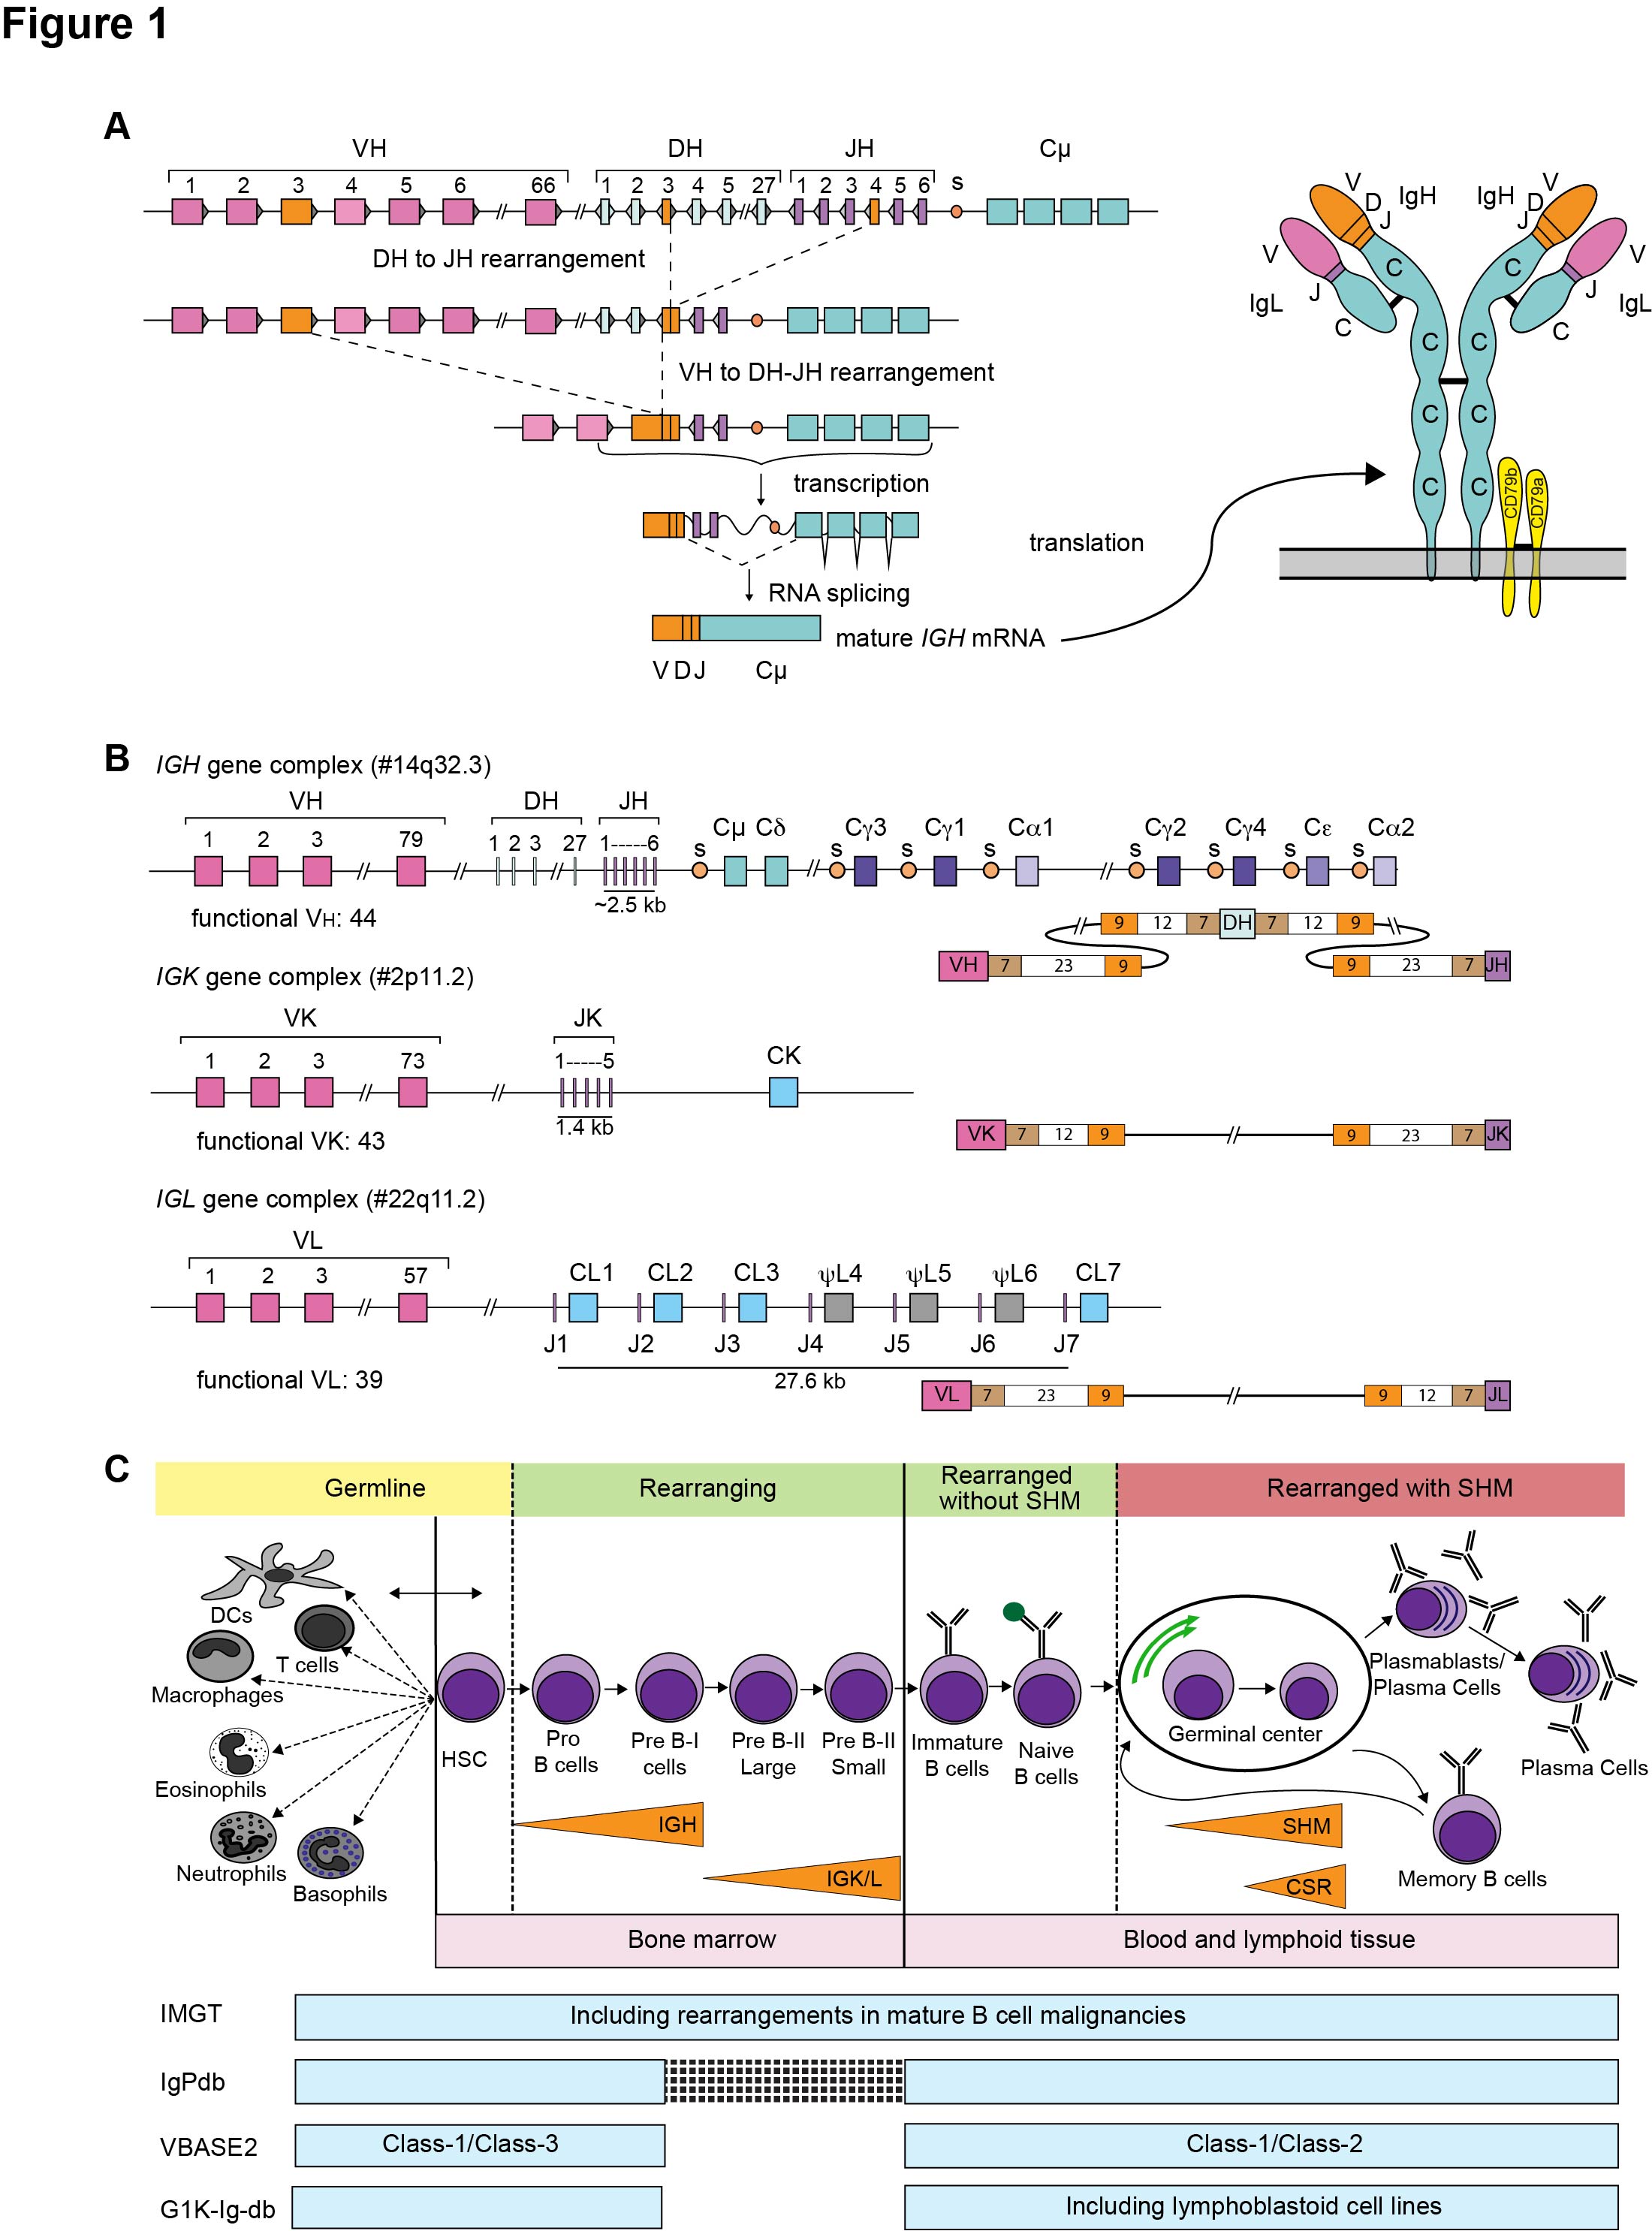 Figure 1
A
VH DH JH Cμ
1 2 3 4 5 6 66 1 2 3 4 5 27 1 2 3 4 5 6 s
DH to JH rearrangement
VH to DH-JH rearrangement
transcription
RNA splicing
mature IGH mRNA
V D J Cμ
translation
V D J IgH IgH V D J
V IgL J C C C V J IgL C
C C
C C
C C
CD79b CD79a
B
IGH gene complex (#14q32.3)
VH DH JH
1 2 3 79 1 2 3 27 1-----6
s Cμ Cδ s Cγ3 s Cγ1 s Cα1 s Cγ2 s Cγ4 s Cε s Cα2
~2.5 kb
functional VH: 44
9 12 7 DH 7 12 9
VH 7 23 9 9 23 7 JH
IGK gene complex (#2p11.2)
VK JK
1 2 3 73 1-----5 CK
1.4 kb
functional VK: 43
VK 7 12 9 9 23 7 JK
IGL gene complex (#22q11.2)
VL
1 2 3 57 CL1 CL2 CL3 ψL4 ψL5 ψL6 CL7
J1 J2 J3 J4 J5 J6 J7
27.6 kb
functional VL: 39
VL 7 23 9 9 12 7 JL
C
Germline Rearranging Rearranged without SHM Rearranged with SHM
DCs
T cells
Macrophages
Eosinophils
Neutrophils
Basophils
HSC
Pro
B cells
Pre B-I
cells
Pre B-II
Large
Pre B-II
Small
Immature
B cells
Naive
B cells
Germinal center
Plasmablasts/
Plasma Cells
Plasma Cells
Memory B cells
IGH
IGK/L
SHM
CSR
Bone marrow Blood and lymphoid tissue
IMGT Including rearrangements in mature B cell malignancies
IgPdb
VBASE2 Class-1/Class-3 Class-1/Class-2
G1K-Ig-db Including lymphoblastoid cell lines